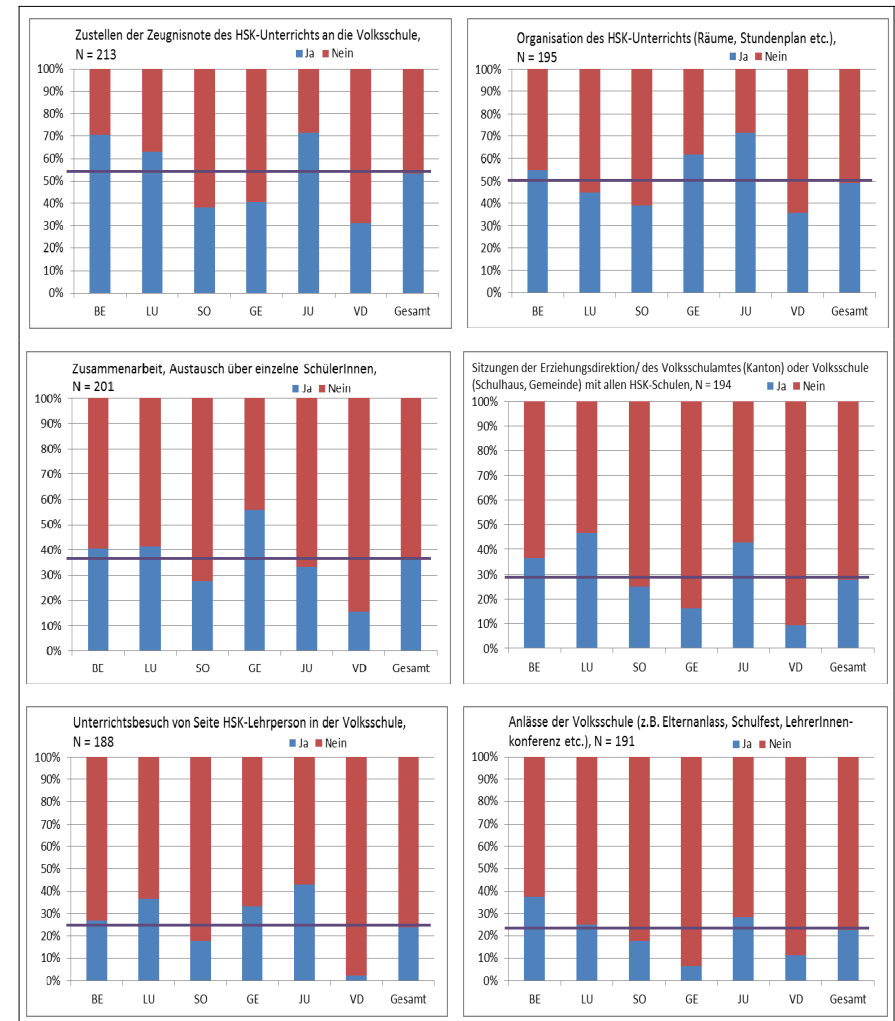 Zustellen der Zeugnisnote des HSK-Unterrichts an die Volksschule,
N = 213
Ja Nein
100%
90%
80%
70%
60%
50%
40%
30%
20%
10%
0%
BE LU SO GE JU VD Gesamt
Organisation des HSK-Unterrichts (Räume, Stundenplan etc.),
N = 195
Ja Nein
100%
90%
80%
70%
60%
50%
40%
30%
20%
10%
0%
BE LU SO GE JU VD Gesamt
Zusammenarbeit, Austausch über einzelne SchülerInnen,
N = 201
Ja Nein
100%
90%
80%
70%
60%
50%
40%
30%
20%
10%
0%
BE LU SO GE JU VD Gesamt
Sitzungen der Erziehungsdirektion/ des Volksschulamtes (Kanton) oder Volksschule
(Schulhaus, Gemeinde) mit allen HSK-Schulen, N = 194
Ja Nein
100%
90%
80%
70%
60%
50%
40%
30%
20%
10%
0%
BE LU SO GE JU VD Gesamt
Unterrichtsbesuch von Seite HSK-Lehrperson in der Volksschule,
N = 188
Ja Nein
100%
90%
80%
70%
60%
50%
40%
30%
20%
10%
0%
BE LU SO GE JU VD Gesamt
Anlässe der Volksschule (z.B. Elternanlass, Schulfest, LehrerInnen-
konferenz etc.), N = 191
Ja Nein
100%
90%
80%
70%
60%
50%
40%
30%
20%
10%
0%
BE LU SO GE JU VD Gesamt